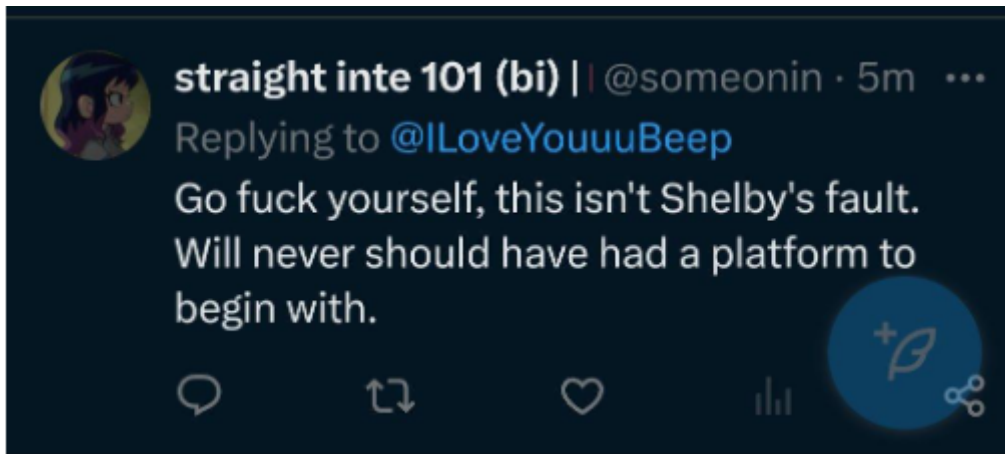 straight inte 101 (bi) | @someonin · 5m
Replying to @ILoveYouuuBeep
Go fuck yourself, this isn't Shelby's fault.
Will never should have had a platform to
begin with.